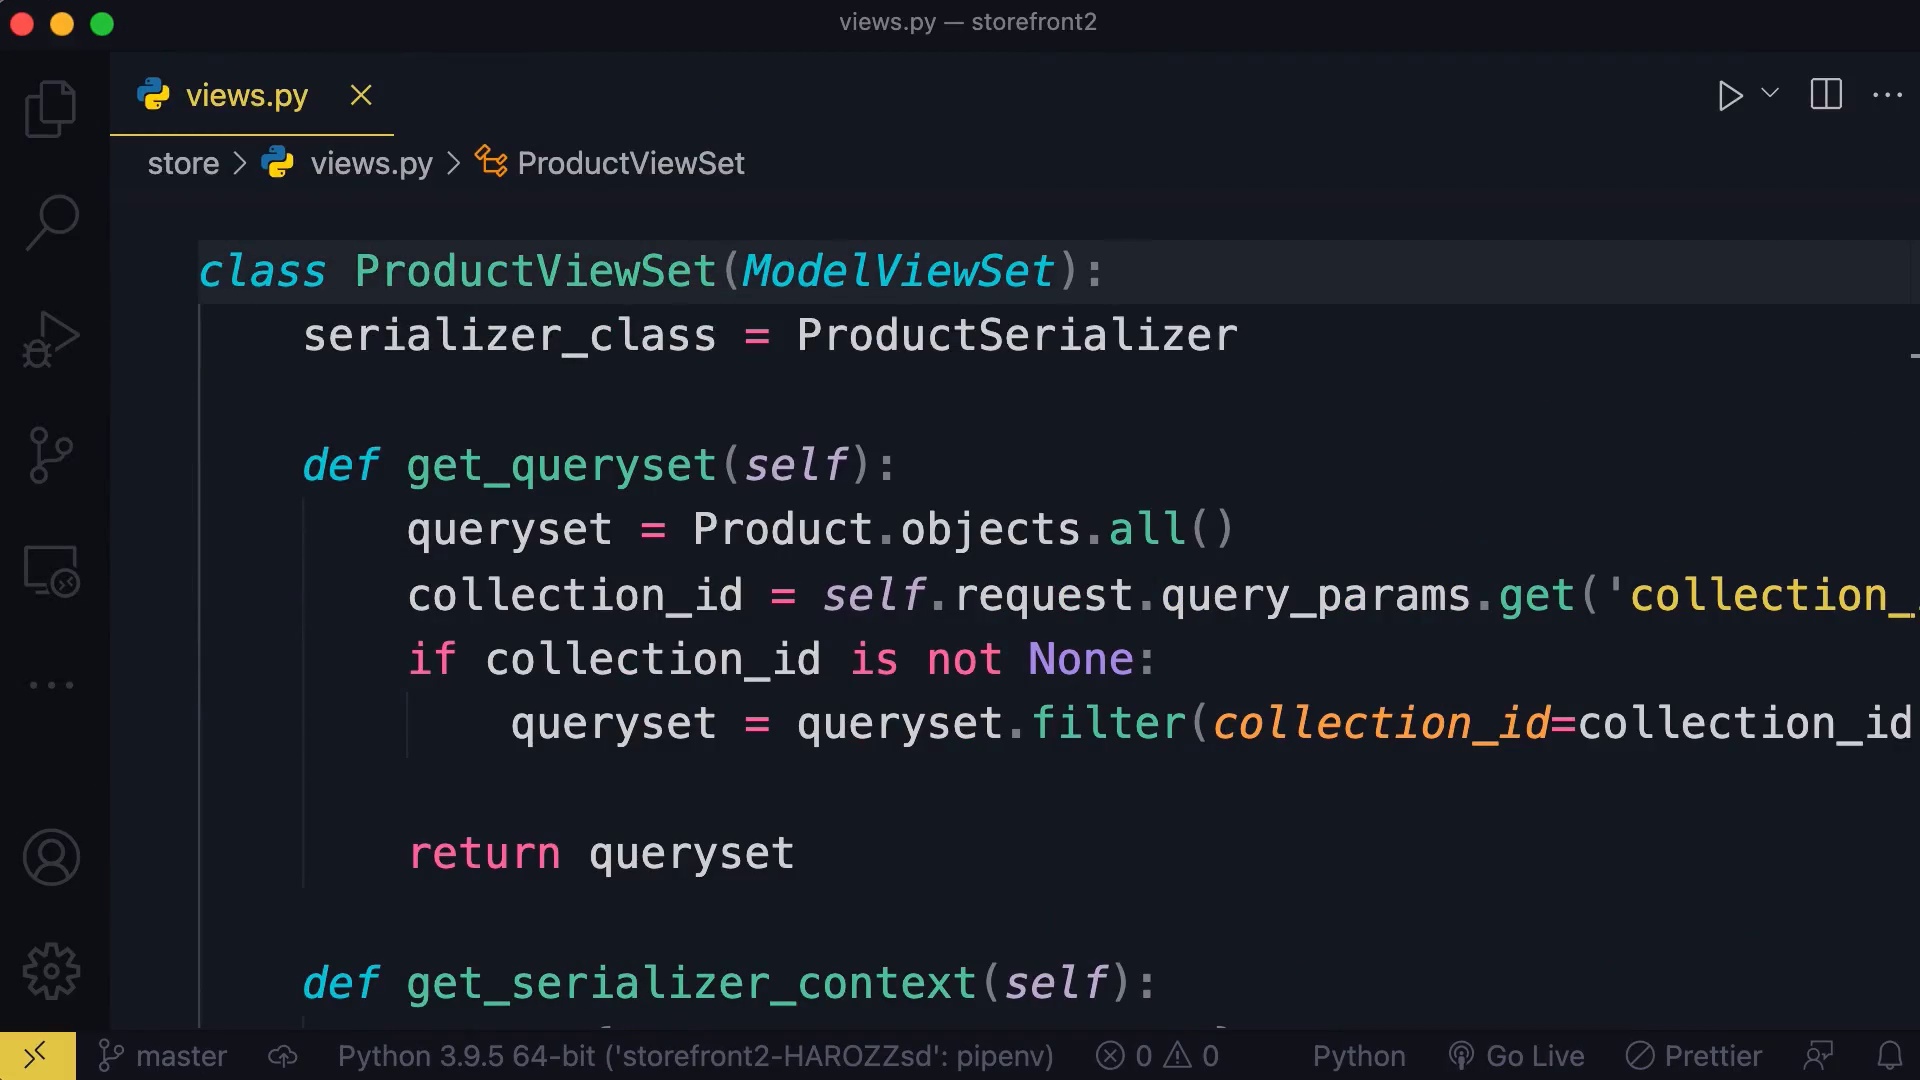 views.py — storefront2
views.py
store > views.py > ProductViewSet
class ProductViewSet(ModelViewSet):
    serializer_class = ProductSerializer
    def get_queryset(self):
        queryset = Product.objects.all()
        collection_id = self.request.query_params.get('collection_
        if collection_id is not None:
            queryset = queryset.filter(collection_id=collection_id
        return queryset
    def get_serializer_context(self):
master Python 3.9.5 64-bit ('storefront2-HAROZZsd': pipenv) 0 0 Python Go Live Prettier